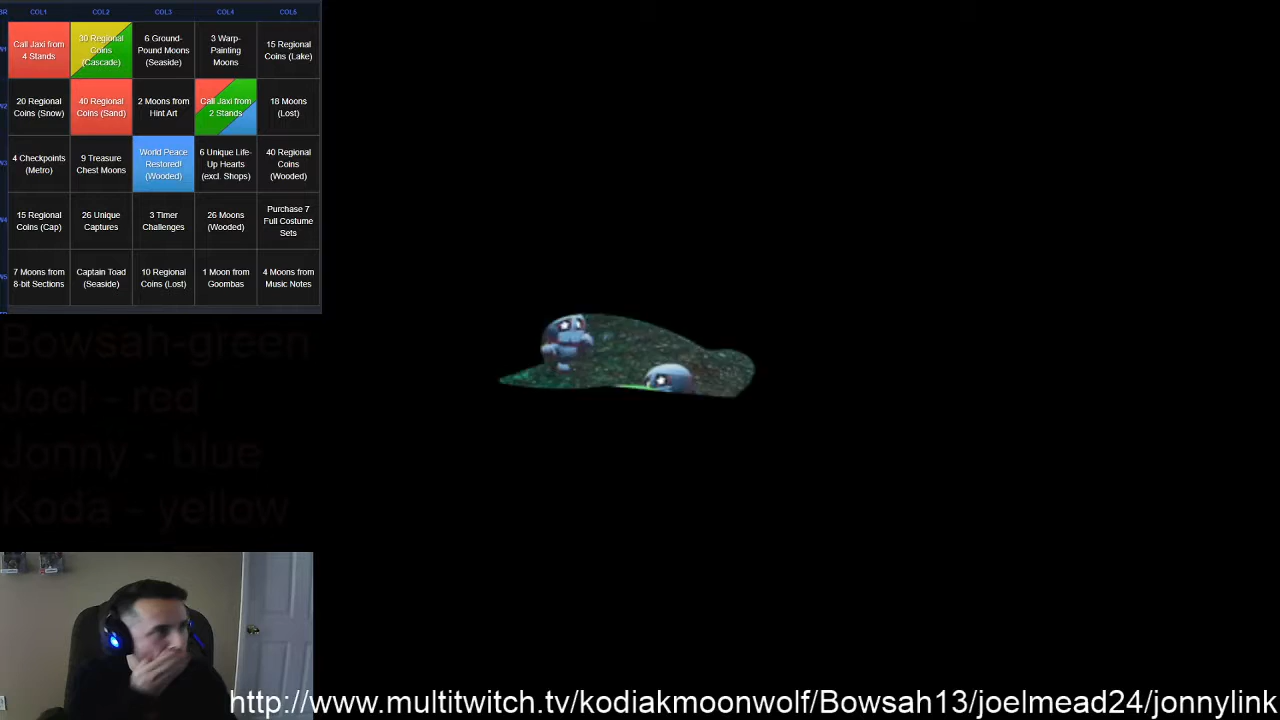 COL1 COL2 COL3 COL4 COL5
Call Jaxi from 4 Stands
30 Regional Coins (Cascade)
6 Ground-Pound Moons (Seaside)
3 Warp-Painting Moons
15 Regional Coins (Lake)
20 Regional Coins (Snow)
40 Regional Coins (Sand)
2 Moons from Hint Art
Call Jaxi from 2 Stands
18 Moons (Lost)
4 Checkpoints (Metro)
9 Treasure Chest Moons
World Peace Restored! (Wooded)
6 Unique Life-Up Hearts (excl. Shops)
40 Regional Coins (Wooded)
15 Regional Coins (Cap)
26 Unique Captures
3 Timer Challenges
26 Moons (Wooded)
Purchase 7 Full Costume Sets
7 Moons from 8-bit Sections
Captain Toad (Seaside)
10 Regional Coins (Lost)
1 Moon from Goombas
4 Moons from Music Notes
Bowsah-green
Joel - red
Jonny - blue
Koda - yellow
http://www.multitwitch.tv/kodiakmoonwolf/Bowsah13/joelmead24/jonnylink